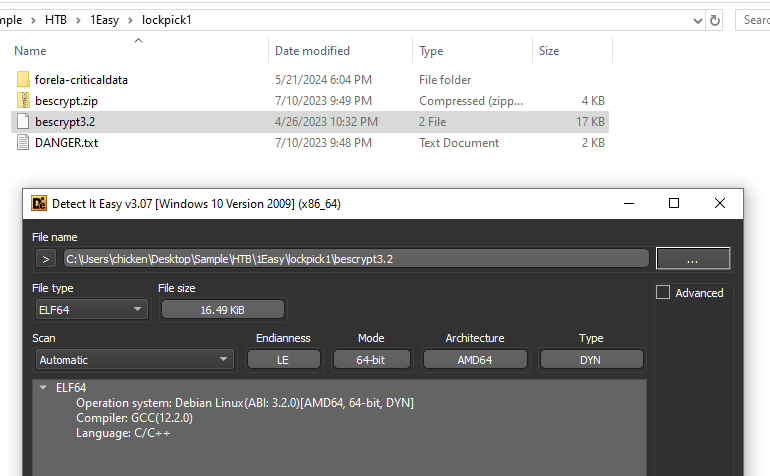 mple > HTB > 1Easy > lockpick1
Sear
Name Date modified Type Size
forela-criticaldata 5/21/2024 6:04 PM File folder
bescrypt.zip 7/10/2023 9:49 PM Compressed (zipp... 4 KB
bescrypt3.2 4/26/2023 10:32 PM 2 File 17 KB
DANGER.txt 7/10/2023 9:48 PM Text Document 2 KB
Detect It Easy v3.07 [Windows 10 Version 2009] (x86_64)
File name
> C:\Users\chicken\Desktop\Sample\HTB\1Easy\lockpick1\bescrypt3.2 ...
File type File size
ELF64 16.49 KiB Advanced
Scan Endianness Mode Architecture Type
Automatic LE 64-bit AMD64 DYN
ELF64
Operation system: Debian Linux(ABI: 3.2.0)[AMD64, 64-bit, DYN]
Compiler: GCC(12.2.0)
Language: C/C++